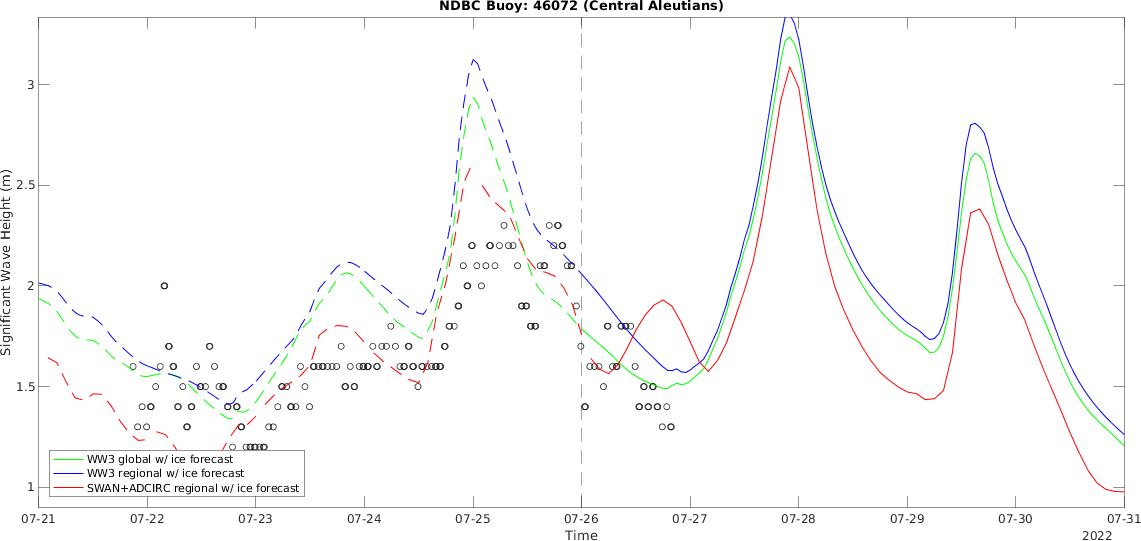 NDBC Buoy: 46072 (Central Aleutians)
Significant Wave Height (m)
3
2.5
2
1.5
1
WW3 global w/ ice forecast
WW3 regional w/ ice forecast
SWAN+ADCIRC regional w/ ice forecast
07-21 07-22 07-23 07-24 07-25 07-26 07-27 07-28 07-29 07-30 07-31
Time
2022